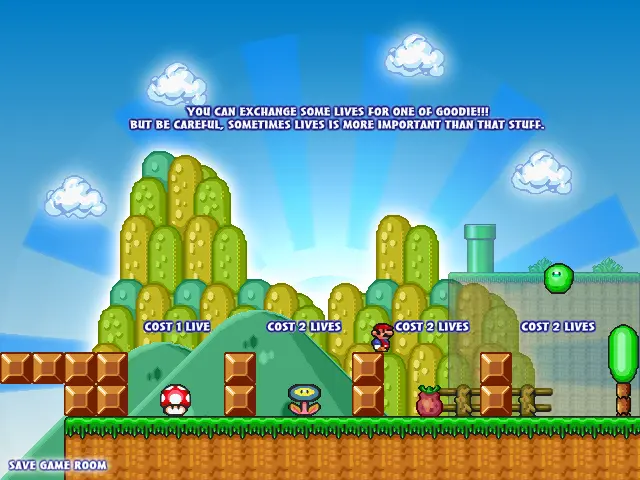 YOU CAN EXCHANGE SOME LIVES FOR ONE OF GOODIE!!!
BUT BE CAREFUL, SOMETIMES LIVES IS MORE IMPORTANT THAN THAT STUFF.
COST 1 LIVE
COST 2 LIVES
COST 2 LIVES
COST 2 LIVES
SAVE GAME ROOM